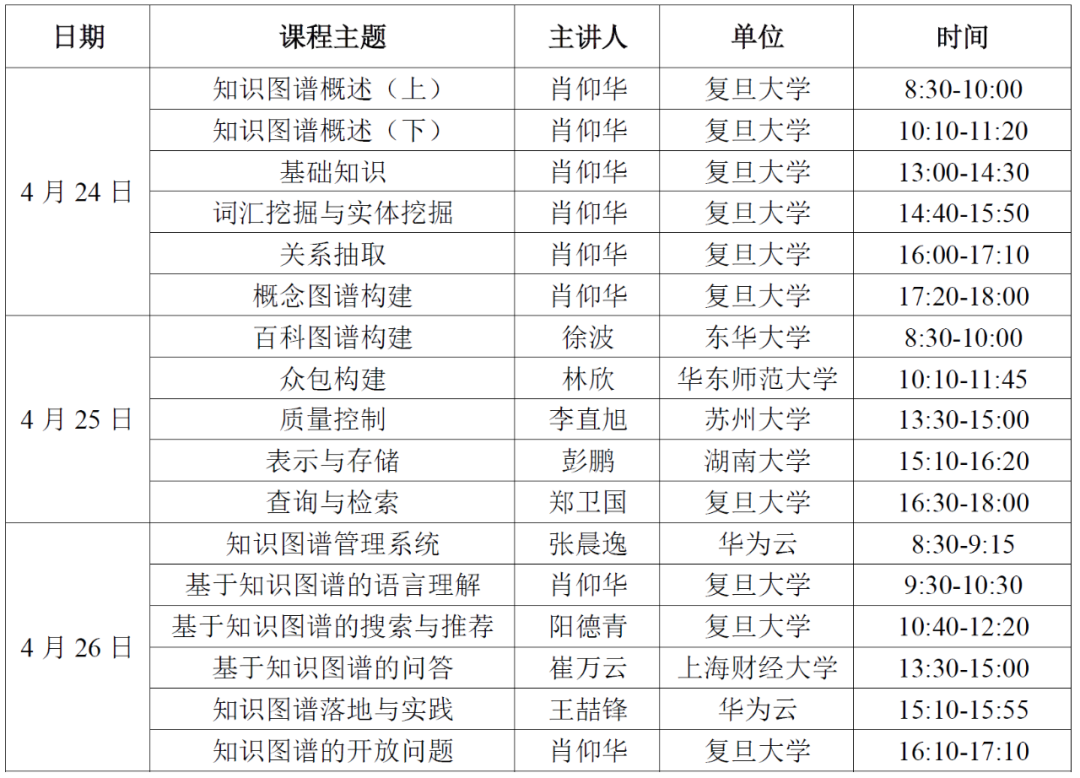 日期 课程主题 主讲人 单位 时间
4 月 24 日
知识图谱概述（上） 肖仰华 复旦大学 8:30-10:00
知识图谱概述（下） 肖仰华 复旦大学 10:10-11:20
基础知识 肖仰华 复旦大学 13:00-14:30
词汇挖掘与实体挖掘 肖仰华 复旦大学 14:40-15:50
关系抽取 肖仰华 复旦大学 16:00-17:10
概念图谱构建 肖仰华 复旦大学 17:20-18:00
4 月 25 日
百科图谱构建 徐波 东华大学 8:30-10:00
众包构建 林欣 华东师范大学 10:10-11:45
质量控制 李直旭 苏州大学 13:30-15:00
表示与存储 彭鹏 湖南大学 15:10-16:20
查询与检索 郑卫国 复旦大学 16:30-18:00
4 月 26 日
知识图谱管理系统 张晨逸 华为云 8:30-9:15
基于知识图谱的语言理解 肖仰华 复旦大学 9:30-10:30
基于知识图谱的搜索与推荐 阳德青 复旦大学 10:40-12:20
基于知识图谱的问答 崔万云 上海财经大学 13:30-15:00
知识图谱落地与实践 王喆锋 华为云 15:10-15:55
知识图谱的开放问题 肖仰华 复旦大学 16:10-17:10